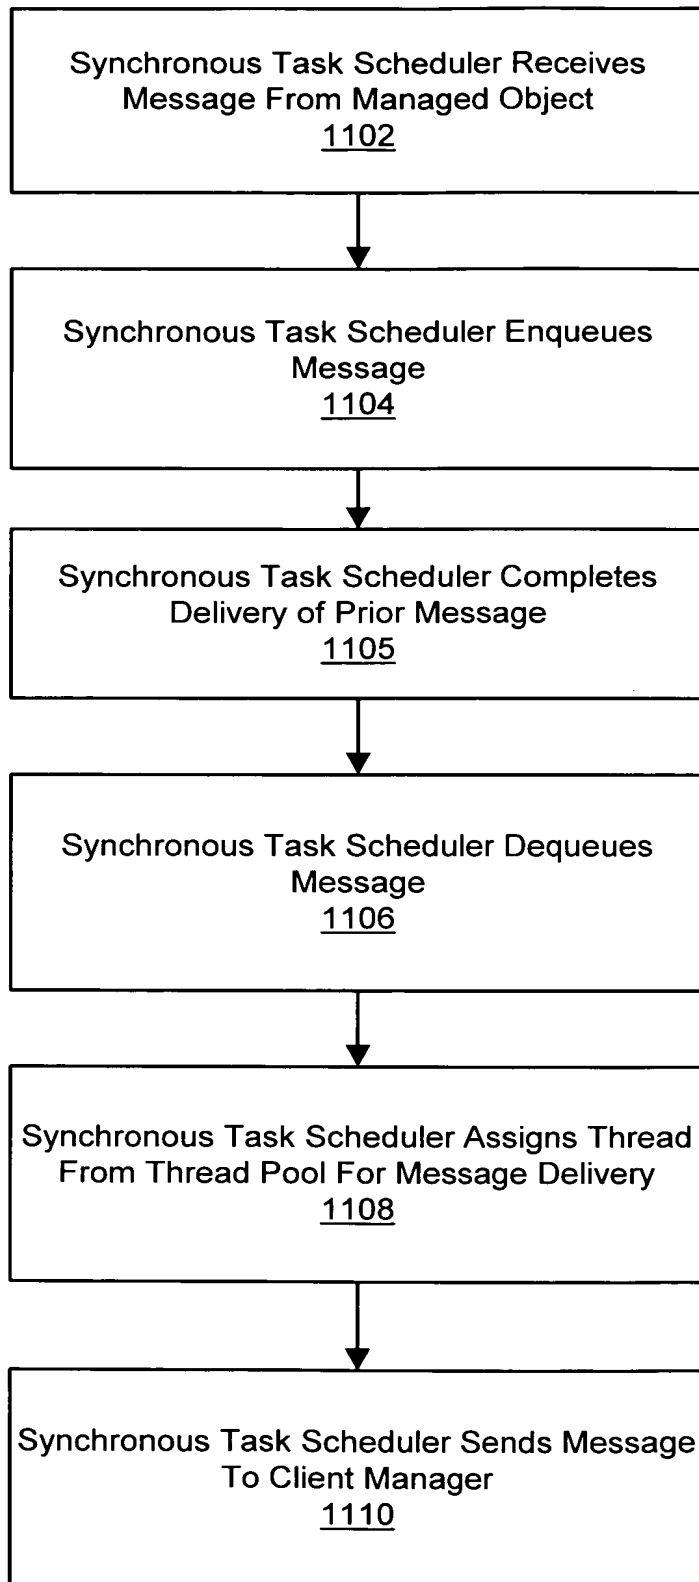 Synchronous Task Scheduler Receives
Message From Managed Object
1102
Synchronous Task Scheduler Enqueues
Message
1104
Synchronous Task Scheduler Completes
Delivery of Prior Message
1105
Synchronous Task Scheduler Dequeues
Message
1106
Synchronous Task Scheduler Assigns Thread
From Thread Pool For Message Delivery
1108
Synchronous Task Scheduler Sends Message
To Client Manager
1110